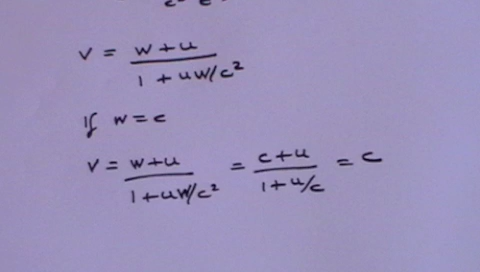 v = w + u / 1 + uw/c²
If w = c
v = w + u / 1 + uw/c² = c + u / 1 + u/c = c